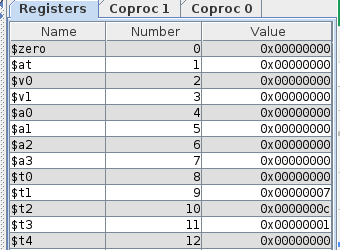 Registers Coproc 1 Coproc 0
Name Number Value
$zero 0 0x00000000
$at 1 0x00000000
$v0 2 0x00000000
$v1 3 0x00000000
$a0 4 0x00000000
$a1 5 0x00000000
$a2 6 0x00000000
$a3 7 0x00000000
$t0 8 0x00000000
$t1 9 0x00000007
$t2 10 0x0000000c
$t3 11 0x00000001
$t4 12 0x00000000